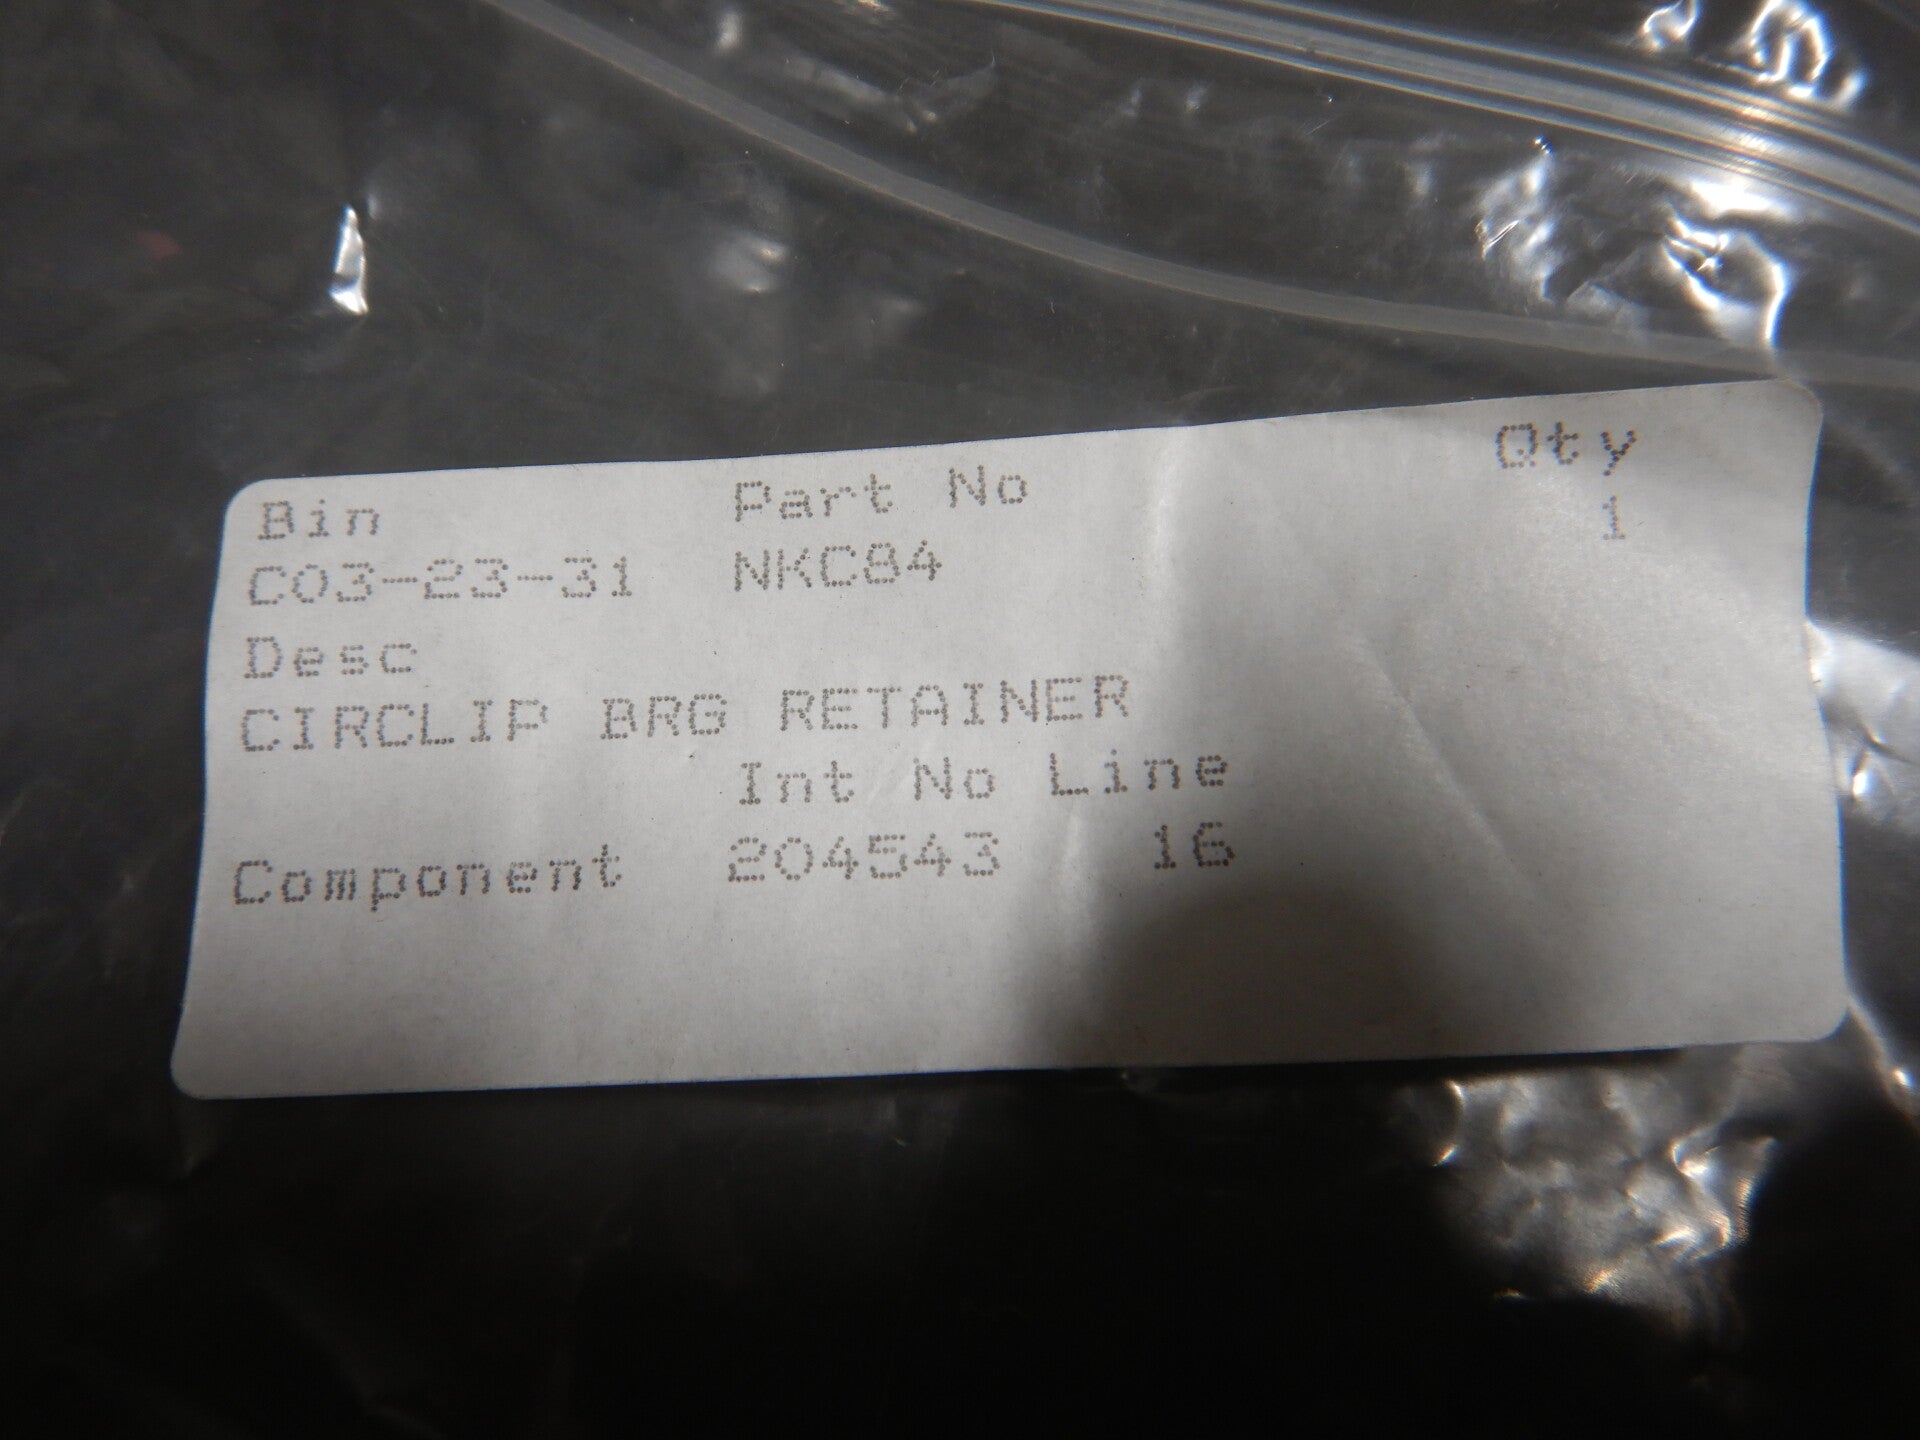 Bin Part No Qty
C03-23-31 NKC84 1
Desc
CIRCLIP BRG RETAINER
Int No Line
Component 204543 16